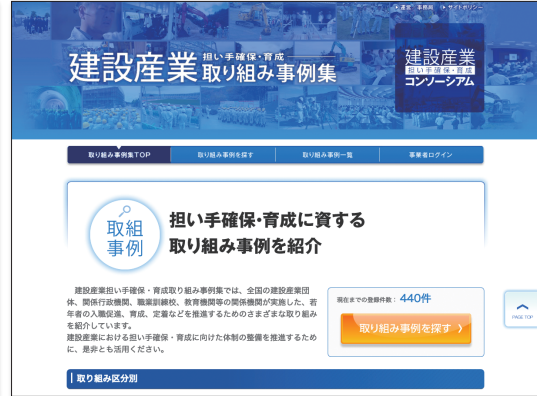 運営・事務局 サイトポリシー
建設産業 担い手確保・育成 取り組み事例集
建設産業
担い手確保・育成
コンソーシアム
取り組み事例集TOP 取り組み事例を探す 取り組み事例一覧 事業者ログイン
取組
事例
担い手確保・育成に資する
取り組み事例を紹介
建設産業担い手確保・育成取り組み事例集では、全国の建設産業団
体、関係行政機関、職業訓練校、教育機関等の関係機関が実施した、若
年者の入職促進、育成、定着などを推進するためのさまざまな取り組み
を紹介しています。
建設産業における担い手確保・育成に向けた体制の整備を推進するため
に、是非とも活用ください。
現在までの登録件数：440件
取り組み事例を探す
PAGE TOP
取り組み区分別